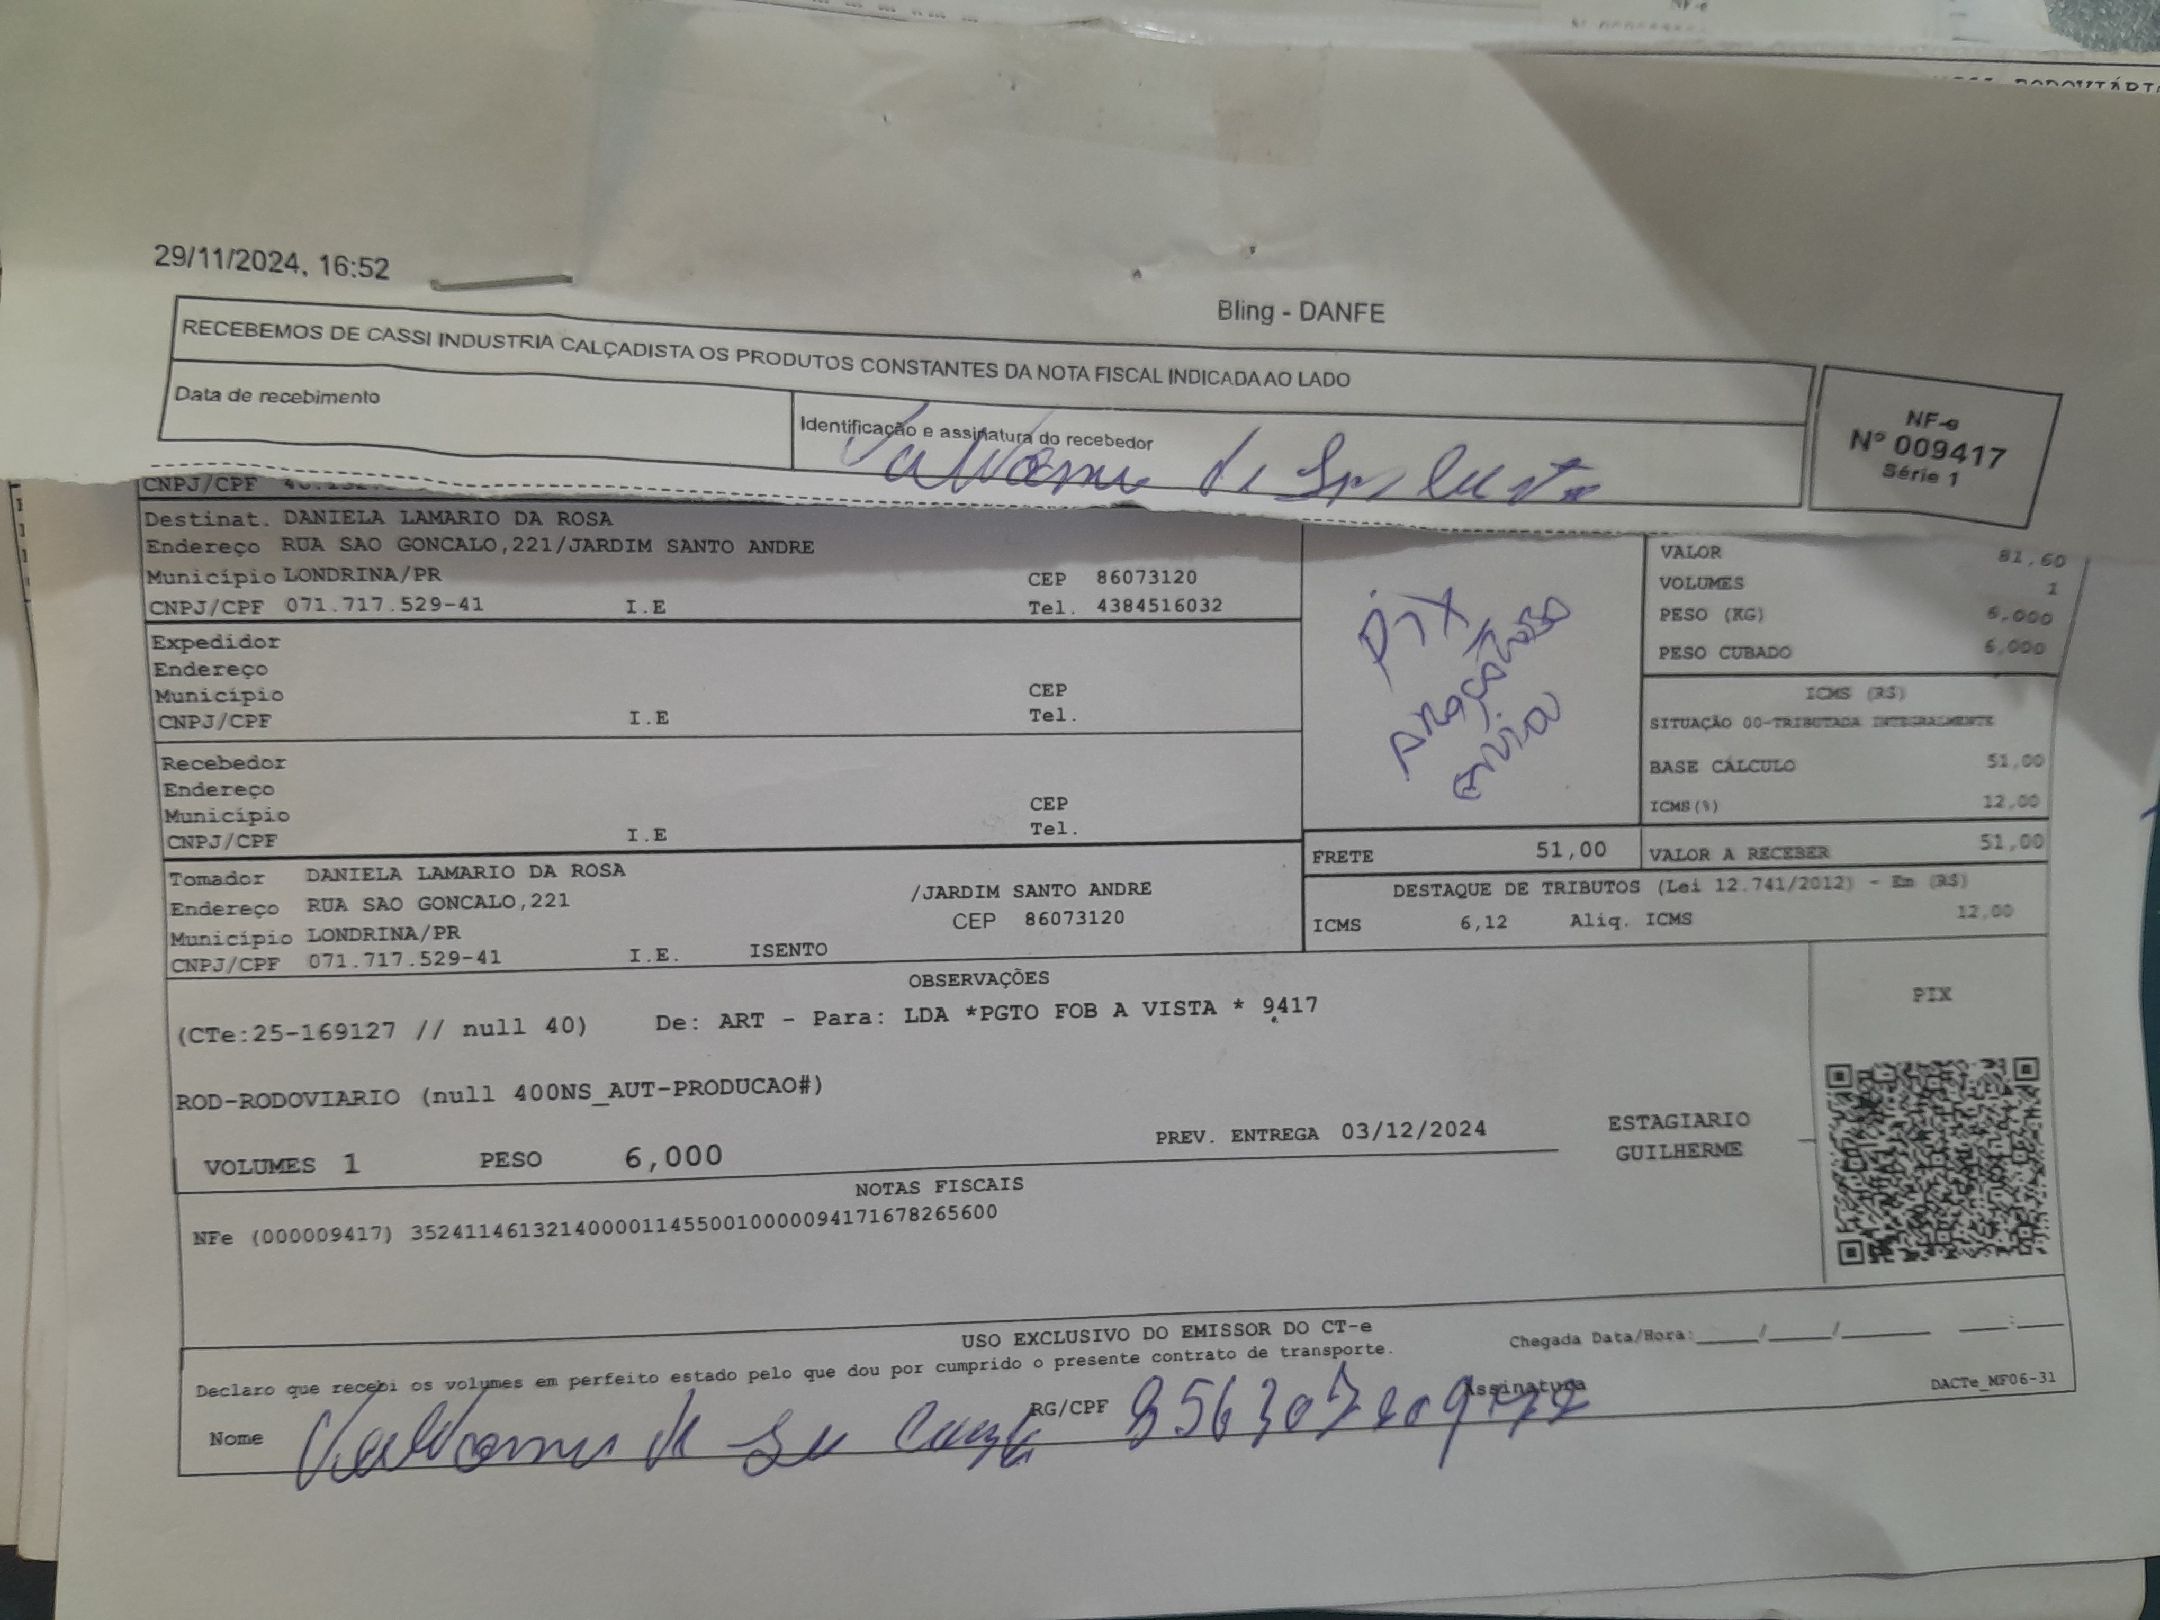 NF-e
29/11/2024, 16:52
Bling - DANFE
RECEBEMOS DE CASSI INDUSTRIA CALÇADISTA OS PRODUTOS CONSTANTES DA NOTA FISCAL INDICADA AO LADO
Data de recebimento
Identificação e assinatura do recebedor
NF-e
Nº 009417
Série 1
CNPJ/CPF
Destinat. DANIELA LAMARIO DA ROSA
Endereço RUA SAO GONCALO,221/JARDIM SANTO ANDRE
Município LONDRINA/PR CEP 86073120
CNPJ/CPF 071.717.529-41 I.E Tel. 4384516032
Expedidor
Endereço
Município CEP
CNPJ/CPF I.E Tel.
Recebedor
Endereço
Município CEP
CNPJ/CPF I.E Tel.
Tomador DANIELA LAMARIO DA ROSA
Endereço RUA SAO GONCALO,221 /JARDIM SANTO ANDRE
Município LONDRINA/PR CEP 86073120
CNPJ/CPF 071.717.529-41 I.E. ISENTO
PIX
VALOR 81,60
VOLUMES 1
PESO (KG) 6,000
PESO CUBADO 6,000
ICMS (R$)
SITUAÇÃO 00-TRIBUTADA INTEGRALMENTE
BASE CÁLCULO 51,00
ICMS(%) 12,00
FRETE 51,00 VALOR A RECEBER 51,00
DESTAQUE DE TRIBUTOS (Lei 12.741/2012) - Em (R$)
ICMS 6,12 Aliq. ICMS 12,00
OBSERVAÇÕES
(CTe:25-169127 // null 40) De: ART - Para: LDA *PGTO FOB A VISTA * 9417
PIX
ROD-RODOVIARIO (null 400NS_AUT-PRODUCAO#)
VOLUMES 1 PESO 6,000 PREV. ENTREGA 03/12/2024
ESTAGIARIO
GUILHERME
NOTAS FISCAIS
NFe (000009417) 35241146132140000114550010000094171678265600
USO EXCLUSIVO DO EMISSOR DO CT-e
Chegada Data/Hora:_____/______/________ ____:____
Declaro que recebi os volumes em perfeito estado pelo que dou por cumprido o presente contrato de transporte.
Nome RG/CPF Assinatura
DACTe_MF06-31